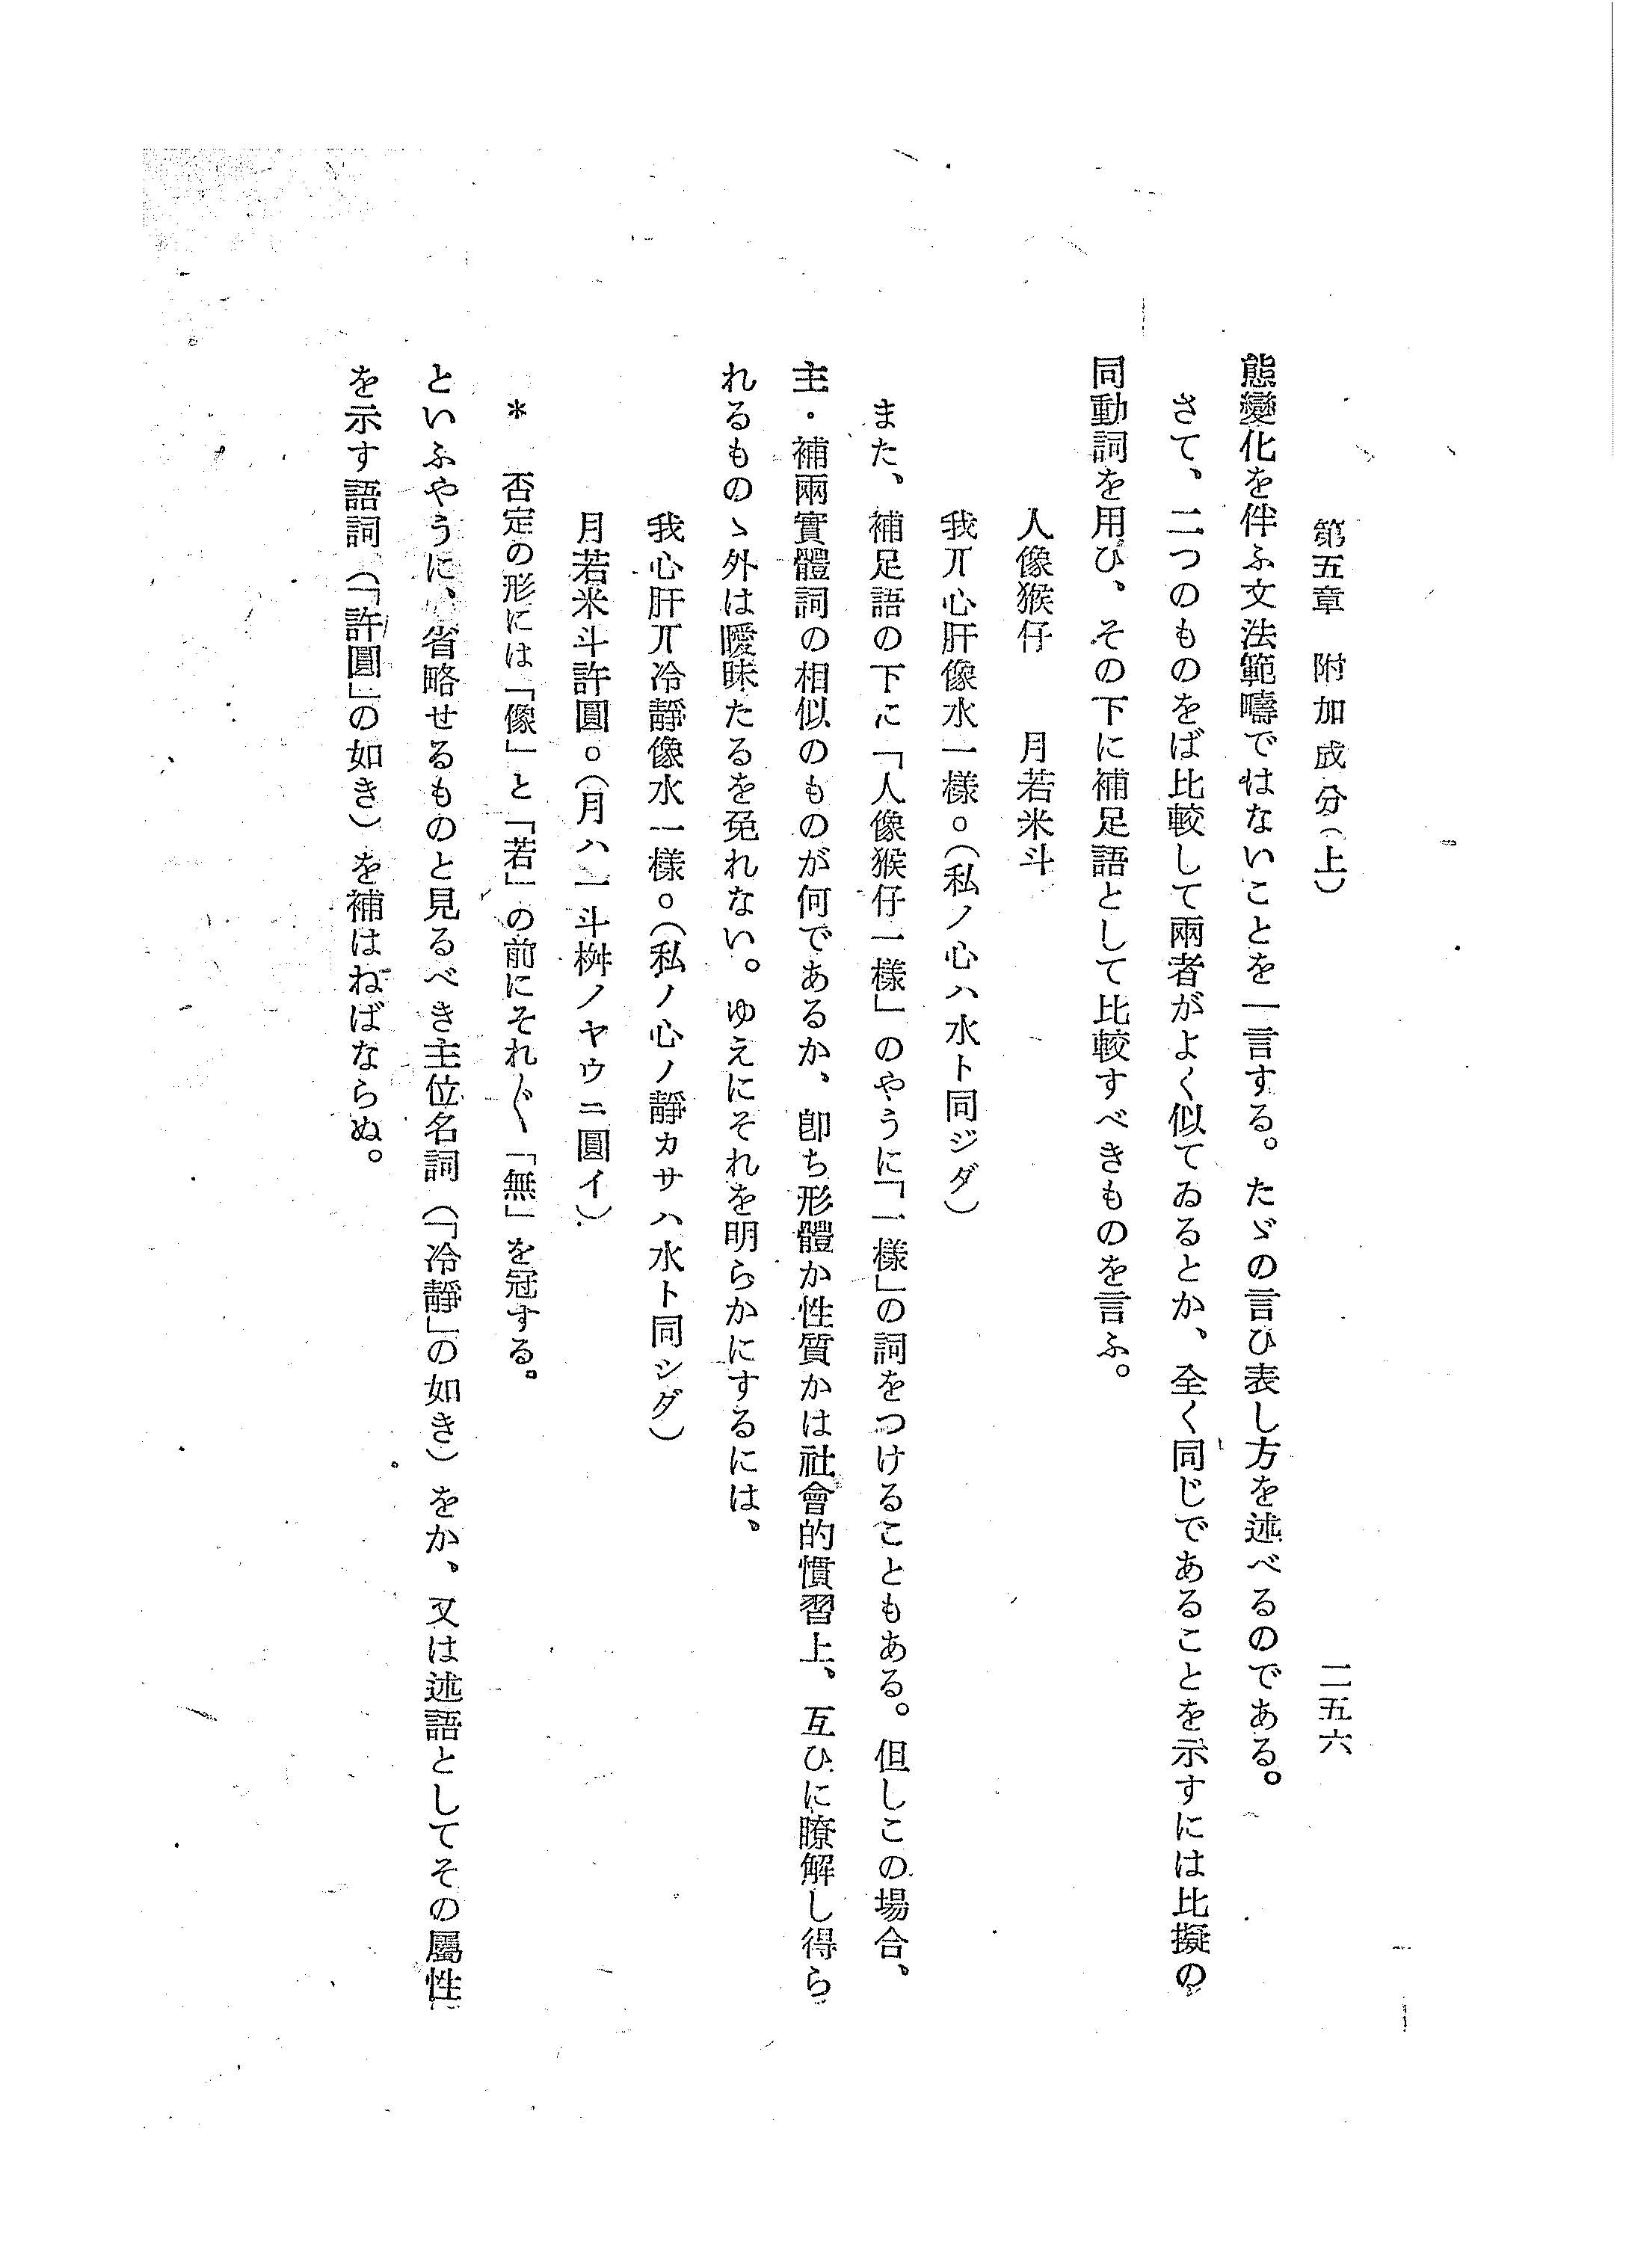 第五章　附加成分（上）
二五六
態變化を伴ふ文法範疇ではないことを一言する。たゞの言ひ表し方を述べるのである。
さて、二つのものをば比較して兩者がよく似てゐるとか、全く同じであることを示すには比擬の
同動詞を用ひ、その下に補足語として比較すべきものを言ふ。
人像猴仔　　月若米斗
我丌心肝像水一樣。（私ノ心ハ水ト同ジダ）
また、補足語の下に「人像猴仔一樣」のやうに「一樣」の詞をつけることもある。但しこの場合、
主・補兩實體詞の相似のものが何であるか、卽ち形體か性質かは社會的慣習上、互ひに瞭解し得ら
れるものゝ外は曖昧たるを免れない。ゆえにそれを明らかにするには、
我心肝丌冷靜像水一樣。（私ノ心ノ靜カサハ水ト同シダ）
月若米斗許圓。（月ハ一斗桝ノヤウニ圓イ）
＊　否定の形には「像」と「若」の前にそれ〴〵「無」を冠する。
といふやうに、省略せるものと見るべき主位名詞（「冷靜」の如き）をか、又は述語としてその屬性
を示す語詞（「許圓」の如き）を補はねばならぬ。